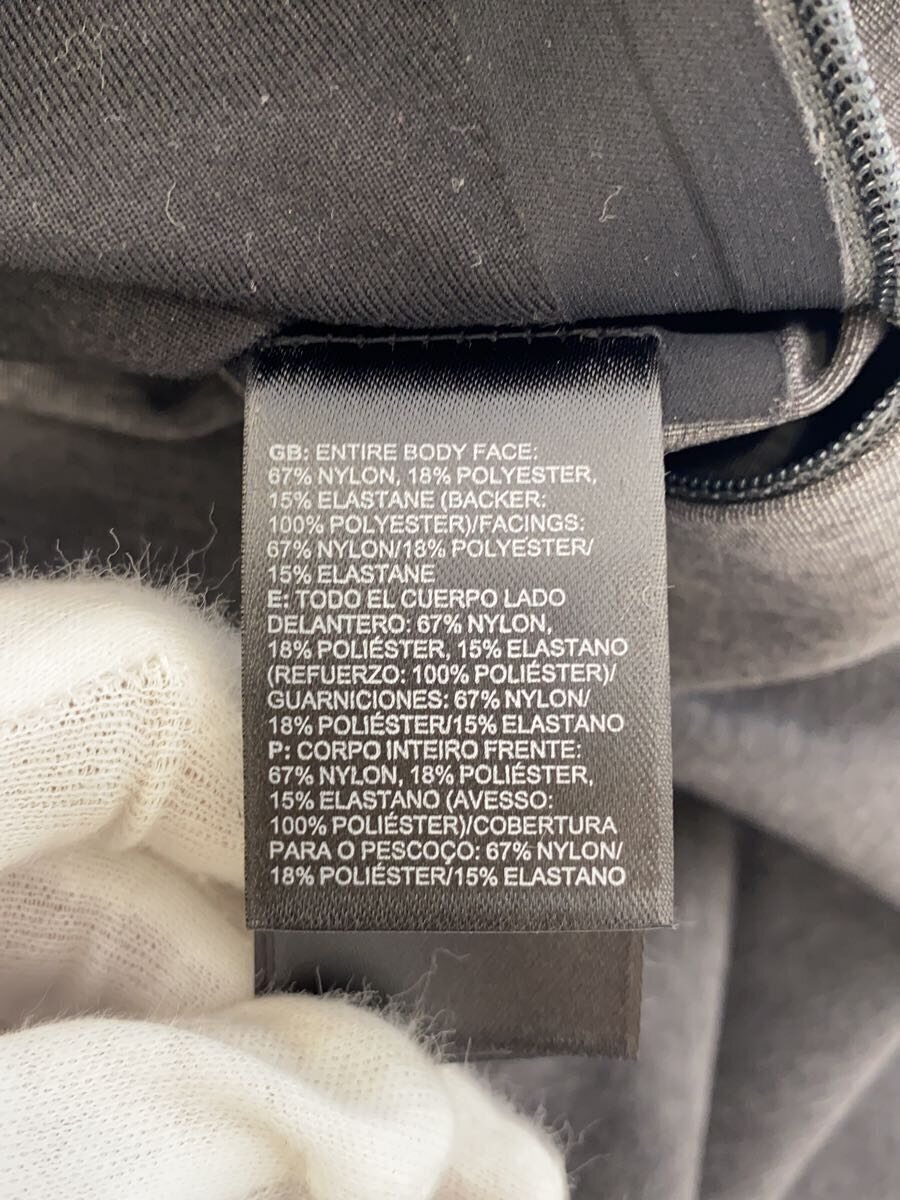 GB: ENTIRE BODY FACE:
67% NYLON, 18% POLYESTER,
15% ELASTANE (BACKER:
100% POLYESTER)/FACINGS:
67% NYLON/18% POLYESTER/
15% ELASTANE
E: TODO EL CUERPO LADO
DELANTERO: 67% NYLON,
18% POLIÉSTER, 15% ELASTANO
(REFUERZO: 100% POLIÉSTER)/
GUARNICIONES: 67% NYLON/
18% POLIÉSTER/15% ELASTANO
P: CORPO INTEIRO FRENTE:
67% NYLON, 18% POLIÉSTER,
15% ELASTANO (AVESSO:
100% POLIÉSTER)/COBERTURA
PARA O PESCOÇO: 67% NYLON/
18% POLIÉSTER/15% ELASTANO